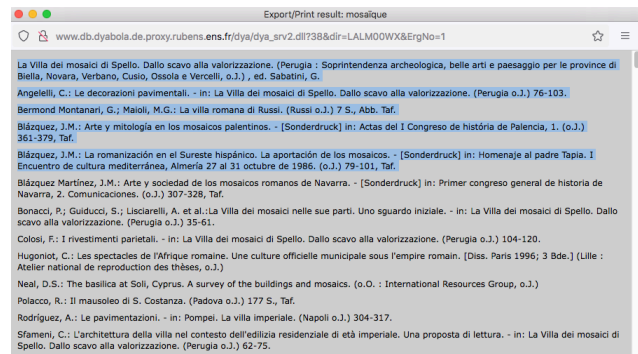 Export/Print result: mosaïque
www.db.dyabola.de.proxy.rubens.ens.fr/dya/dya_srv2.dll?38&dir=LALM00WX&ErgNo=1
La Villa dei mosaici di Spello. Dallo scavo alla valorizzazione. (Perugia : Soprintendenza archeologica, belle arti e paesaggio per le province di
Biella, Novara, Verbano, Cusio, Ossola e Vercelli, o.J.) , ed. Sabatini, G.
Angelelli, C.: Le decorazioni pavimentali. - in: La Villa dei mosaici di Spello. Dallo scavo alla valorizzazione. (Perugia o.J.) 76-103.
Bermond Montanari, G.; Maioli, M.G.: La villa romana di Russi. (Russi o.J.) 7 S., Abb. Taf.
Blázquez, J.M.: Arte y mitología en los mosaicos palentinos. - [Sonderdruck] in: Actas del I Congreso de história de Palencia, 1. (o.J.)
361-379, Taf.
Blázquez, J.M.: La romanización en el Sureste hispánico. La aportación de los mosaicos. - [Sonderdruck] in: Homenaje al padre Tapia. I
Encuentro de cultura mediterránea, Almería 27 al 31 octubre de 1986. (o.J.) 79-101, Taf.
Blázquez Martínez, J.M.: Arte y sociedad de los mosaicos romanos de Navarra. - [Sonderdruck] in: Primer congreso general de historia de
Navarra, 2. Comunicaciones. (o.J.) 307-328, Taf.
Bonacci, P.; Guiducci, S.; Lisciarelli, A. et al.:La Villa dei mosaici nelle sue parti. Uno sguardo iniziale. - in: La Villa dei mosaici di Spello. Dallo
scavo alla valorizzazione. (Perugia o.J.) 35-61.
Colosi, F.: I rivestimenti parietali. - in: La Villa dei mosaici di Spello. Dallo scavo alla valorizzazione. (Perugia o.J.) 104-120.
Hugoniot, C.: Les spectacles de l'Afrique romaine. Une culture officielle municipale sous l'empire romain. [Diss. Paris 1996; 3 Bde.] (Lille :
Atelier national de reproduction des thèses, o.J.)
Neal, D.S.: The basilica at Soli, Cyprus. A survey of the buildings and mosaics. (o.O. : International Resources Group, o.J.)
Polacco, R.: Il mausoleo di S. Costanza. (Padova o.J.) 177 S., Taf.
Rodríguez, A.: Le pavimentazioni. - in: Pompei. La villa imperiale. (Napoli o.J.) 304-317.
Sfameni, C.: L'architettura della villa nel contesto dell'edilizia residenziale di età imperiale. Una proposta di lettura. - in: La Villa dei mosaici di
Spello. Dallo scavo alla valorizzazione. (Perugia o.J.) 62-75.